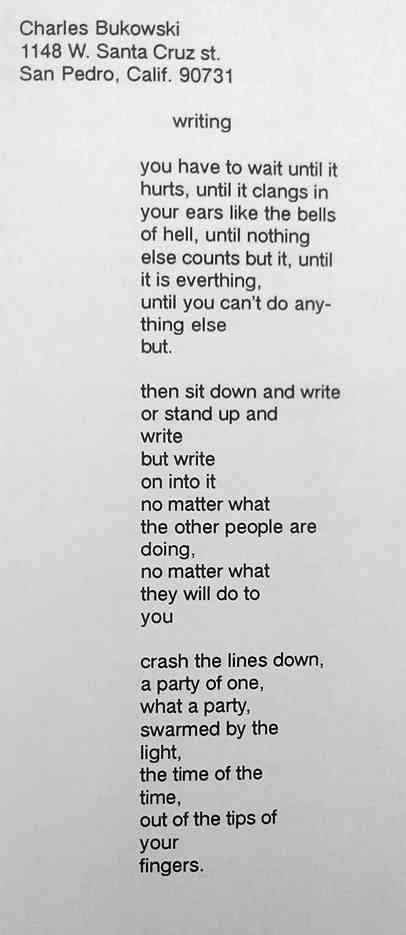 Charles Bukowski
1148 W. Santa Cruz st.
San Pedro, Calif. 90731
writing
you have to wait until it
hurts, until it clangs in
your ears like the bells
of hell, until nothing
else counts but it, until
it is everthing,
until you can't do any-
thing else
but.
then sit down and write
or stand up and
write
but write
on into it
no matter what
the other people are
doing,
no matter what
they will do to
you
crash the lines down,
a party of one,
what a party,
swarmed by the
light,
the time of the
time,
out of the tips of
your
fingers.